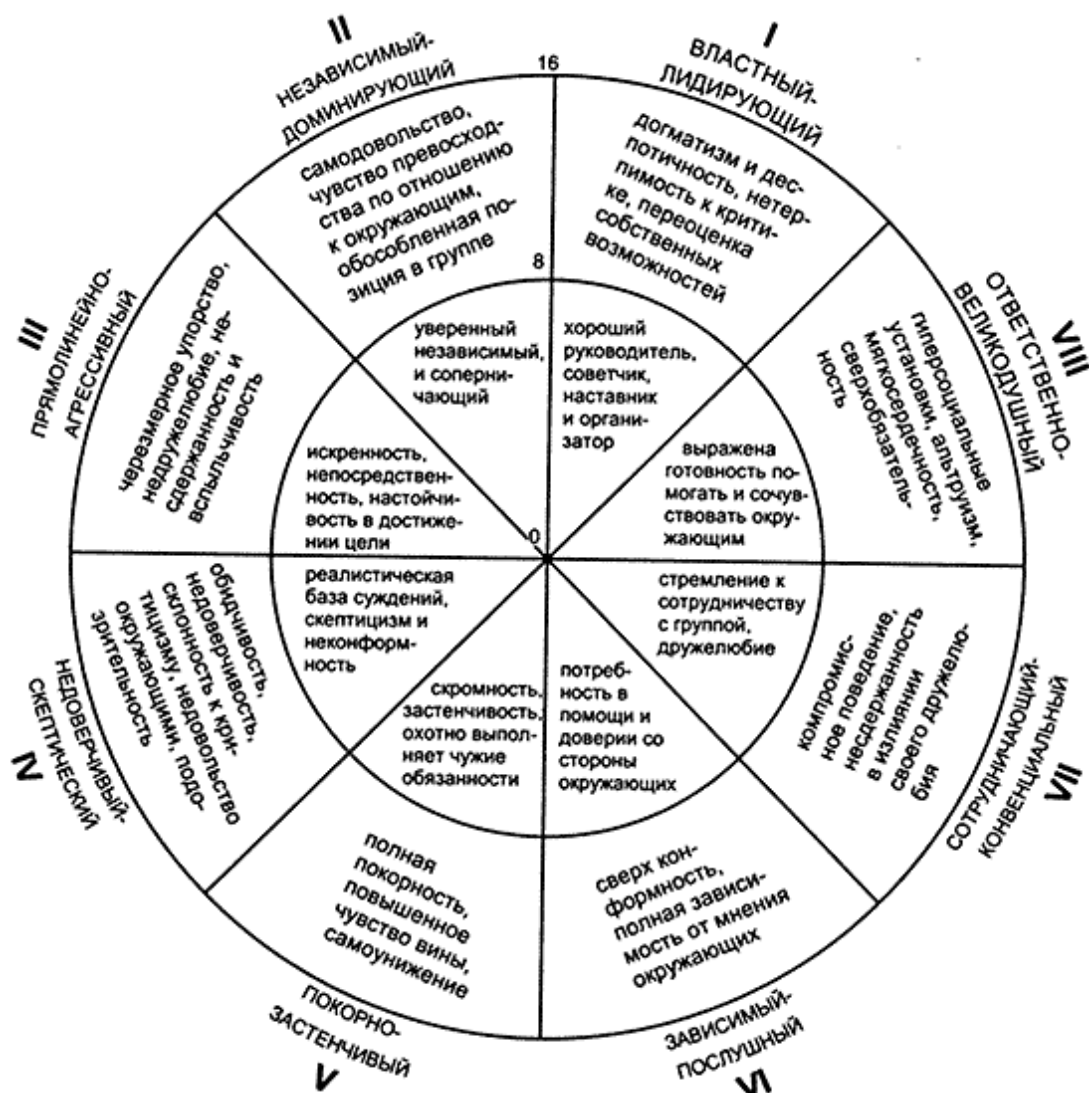 I
ВЛАСТНЫЙ-
ЛИДИРУЮЩИЙ
догматизм и дес-
потичность, нетер-
пимость к крити-
ке, переоценка
собственных
возможностей
хороший
руководитель,
советчик,
наставник
и органи-
затор
II
НЕЗАВИСИМЫЙ-
ДОМИНИРУЮЩИЙ
самодовольство,
чувство превосход-
ства по отношению
к окружающим,
обособленная по-
зиция в группе
уверенный
независимый,
и соперни-
чающий
16
8
0
III
ПРЯМОЛИНЕЙНО-
АГРЕССИВНЫЙ
черезмерное упорство,
недружелюбие, не-
сдержанность и
вспыльчивость
искренность,
непосредствен-
ность, настойчи-
вость в достиже-
нии цели
IV
НЕДОВЕРЧИВЫЙ-
СКЕПТИЧЕСКИЙ
обидчивость,
недоверчивость,
склонность к кри-
тицизму, недовольство
окружающими, подо-
зрительность
реалистическая
база суждений,
скептицизм и
неконформ-
ность
V
ПОКОРНО-
ЗАСТЕНЧИВЫЙ
полная
покорность,
повышенное
чувство вины,
самоунижение
скромность,
застенчивость,
охотно выпол-
няет чужие
обязанности
VI
ЗАВИСИМЫЙ-
ПОСЛУШНЫЙ
сверх кон-
формность,
полная зависи-
мость от мнения
окружающих
потреб-
ность в
помощи и
доверии со
стороны
окружающих
VII
СОТРУДНИЧАЮЩИЙ-
КОНВЕНЦИАЛЬНЫЙ
компромис-
сное поведение,
несдержанность
в излиянии
своего дружелю-
бия
стремление к
сотрудничеству
с группой,
дружелюбие
VIII
ОТВЕТСТВЕННО-
ВЕЛИКОДУШНЫЙ
гиперсоциальные
установки, альтруизм,
мягкосердечность,
сверхобязатель-
ность
выражена
готовность по-
могать и сочув-
ствовать окру-
жающим